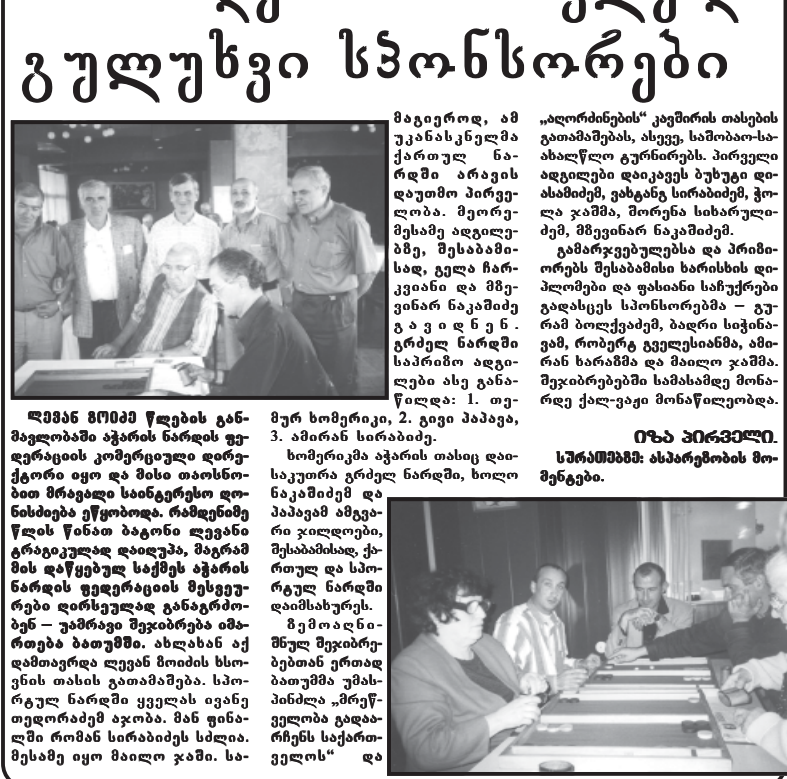 გულუხვი სპონსორები
ლევან ზოიძე წლების გან-
მავლობაში აჭარის ნარდის ფე-
დერაციის კომერციული დირე-
ქტორი იყო და მისი თაოსნო-
ბით მრავალი საინტერესო ღო-
ნისძიება ეწყობოდა. რამდენიმე
წლის წინათ ბატონი ლევანი
ტრაგიკულად დაიღუპა, მაგრამ
მის დაწყებულ საქმეს აჭარის
ნარდის ფედერაციის მესვეუ-
რები ღირსეულად განაგრძო-
ბენ – უამრავი შეჯიბრება იმა-
რთება ბათუმში. ახლახან აქ
დამთავრდა ლევან ზოიძის ხსო-
ვნის თასის გათამაშება. სპო-
რტულ ნარდში ყველას ივანე
თედორაძემ აჯობა. მან ფინა-
ლში რომან სირაბიძეს სძლია.
მესამე იყო მაილო ჯაში. სა-
მაგიეროდ, ამ
უკანასკნელმა
ქართულ ნა-
რდში არავის
დაუთმო პირვე-
ლობა. მეორე-
მესამე ადგილე-
ბზე, შესაბამი-
სად, გელა ჩარ-
კვიანი და მზე-
ვინარ ნაკაშიძე
გავიდნენ.
გრძელ ნარდში
საპრიზო ადგი-
ლები ასე განა-
წილდა: 1. თე-
მურ ხომერიკი, 2. გივი პაპავა,
3. ამირან სირაბიძე.
ხომერიკმა აჭარის თასიც დაი-
საკუთრა გრძელ ნარდში, ხოლო
ნაკაშიძემ და
პაპავამ ამგვა-
რი ჯილდოები,
შესაბამისად, ქა-
რთულ და სპო-
რტულ ნარდში
დაიმსახურეს.
ზემოაღნი-
შნულ შეჯიბრე-
ბებთან ერთად
ბათუმმა უმას-
პინძლა „მრეწ-
ველობა გადაა-
რჩენს საქართ-
ველოს“ და
„აღორძინების“ კავშირის თასების
გათამაშებას, ასევე, საშობაო-სა-
ახალწლო ტურნირებს. პირველი
ადგილები დაიკავეს ბუხუტი დი-
ასამიძემ, ვახტანგ სირაბიძემ, ჭო-
ლა ჯაშმა, შორენა სიხარული-
ძემ, მზევინარ ნაკაშიძემ.
გამარჯვებულებსა და პრიზი-
ორებს შესაბამისი ხარისხის დი-
პლომები და ფასიანი საჩუქრები
გადასცეს სპონსორებმა – გუ-
რამ ბოლქვაძემ, ბადრი სიჭინა-
ვამ, რობერტ გველესიანმა, ამი-
რან ხარაზმა და მაილო ჯაშმა.
შეჯიბრებებში სამასამდე მონა-
რდე ქალ-ვაჟი მონაწილეობდა.
იზა პირველი.
სურათებზე: ასპარეზობის მო-
მენტები.